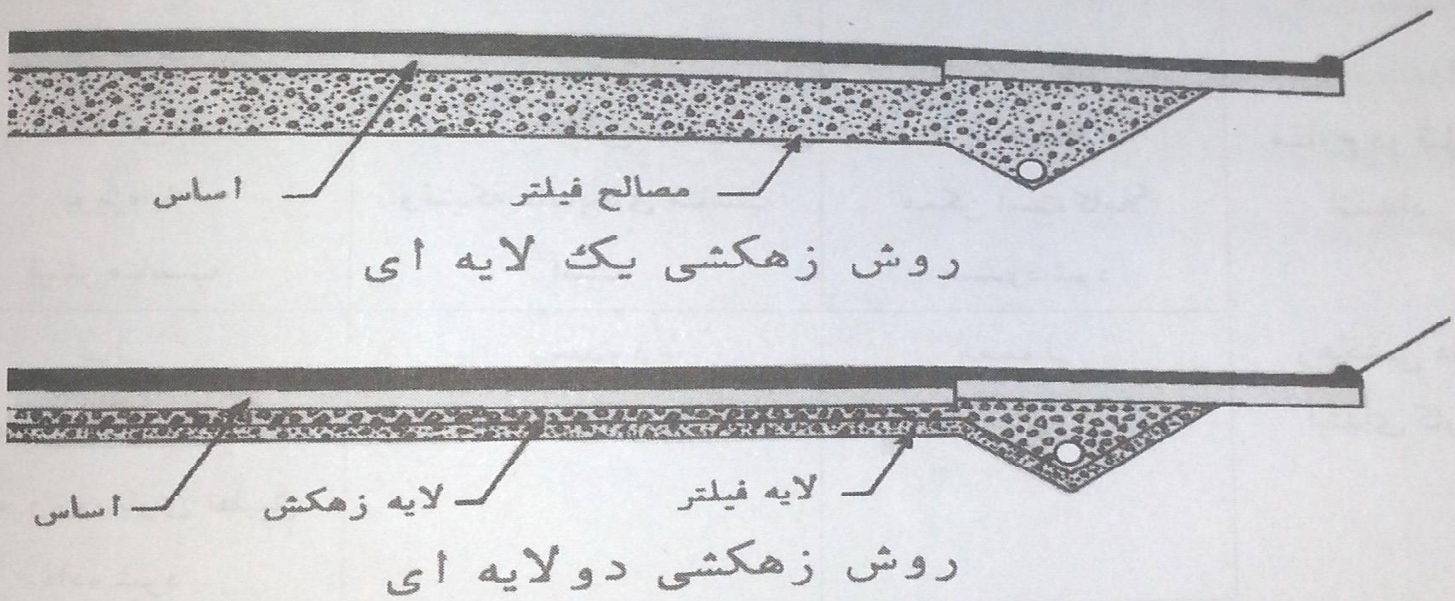 مصالح فیلتر
اساس
روش زهکشی یک لایه ای
لایه فیلتر
لایه زهکش
اساس
روش زهکشی دولایه ای